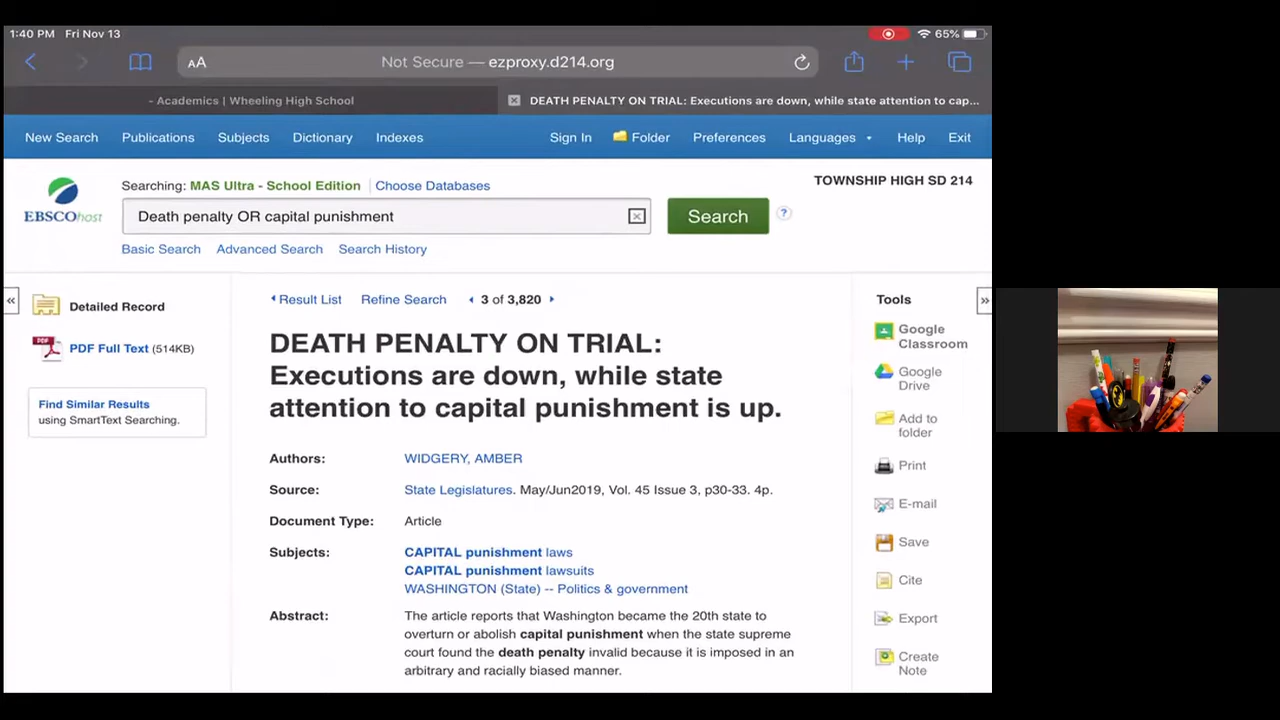 1:40 PM Fri Nov 13
65%
AA
Not Secure — ezproxy.d214.org
- Academics | Wheeling High School
DEATH PENALTY ON TRIAL: Executions are down, while state attention to cap...
New Search Publications Subjects Dictionary Indexes Sign In Folder Preferences Languages Help Exit
Searching: MAS Ultra - School Edition Choose Databases
TOWNSHIP HIGH SD 214
EBSCOhost
Death penalty OR capital punishment
Search
?
Basic Search Advanced Search Search History
«
Detailed Record
PDF Full Text (514KB)
Find Similar Results
using SmartText Searching.
Result List Refine Search 3 of 3,820
DEATH PENALTY ON TRIAL:
Executions are down, while state
attention to capital punishment is up.
Authors: WIDGERY, AMBER
Source: State Legislatures. May/Jun2019, Vol. 45 Issue 3, p30-33. 4p.
Document Type: Article
Subjects: CAPITAL punishment laws
CAPITAL punishment lawsuits
WASHINGTON (State) -- Politics & government
Abstract: The article reports that Washington became the 20th state to
overturn or abolish capital punishment when the state supreme
court found the death penalty invalid because it is imposed in an
arbitrary and racially biased manner.
Tools
»
Google
Classroom
Google
Drive
Add to
folder
Print
E-mail
Save
Cite
Export
Create
Note